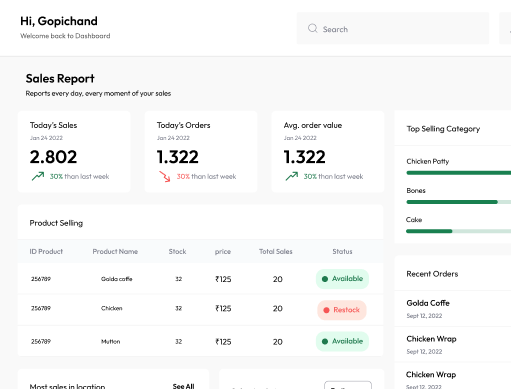 Hi, Gopichand
Welcome back to Dashboard
Search
Sales Report
Reports every day, every moment of your sales
Today's Sales
Jan 24 2022
2.802
30% than last week
Today's Orders
Jan 24 2022
1.322
30% than last week
Avg. order value
Jan 24 2022
1.322
30% than last week
Top Selling Category
Chicken Patty
Bones
Cake
Product Selling
ID Product Product Name Stock price Total Sales Status
256789 Golda coffe 32 ₹125 20 Available
256789 Chicken 32 ₹125 20 Restock
256789 Mutton 32 ₹125 20 Available
Recent Orders
Golda Coffe
Sept 12, 2022
Chicken Wrap
Sept 12, 2022
Chicken Wrap
Sept 12, 2022
Most sales in location See All